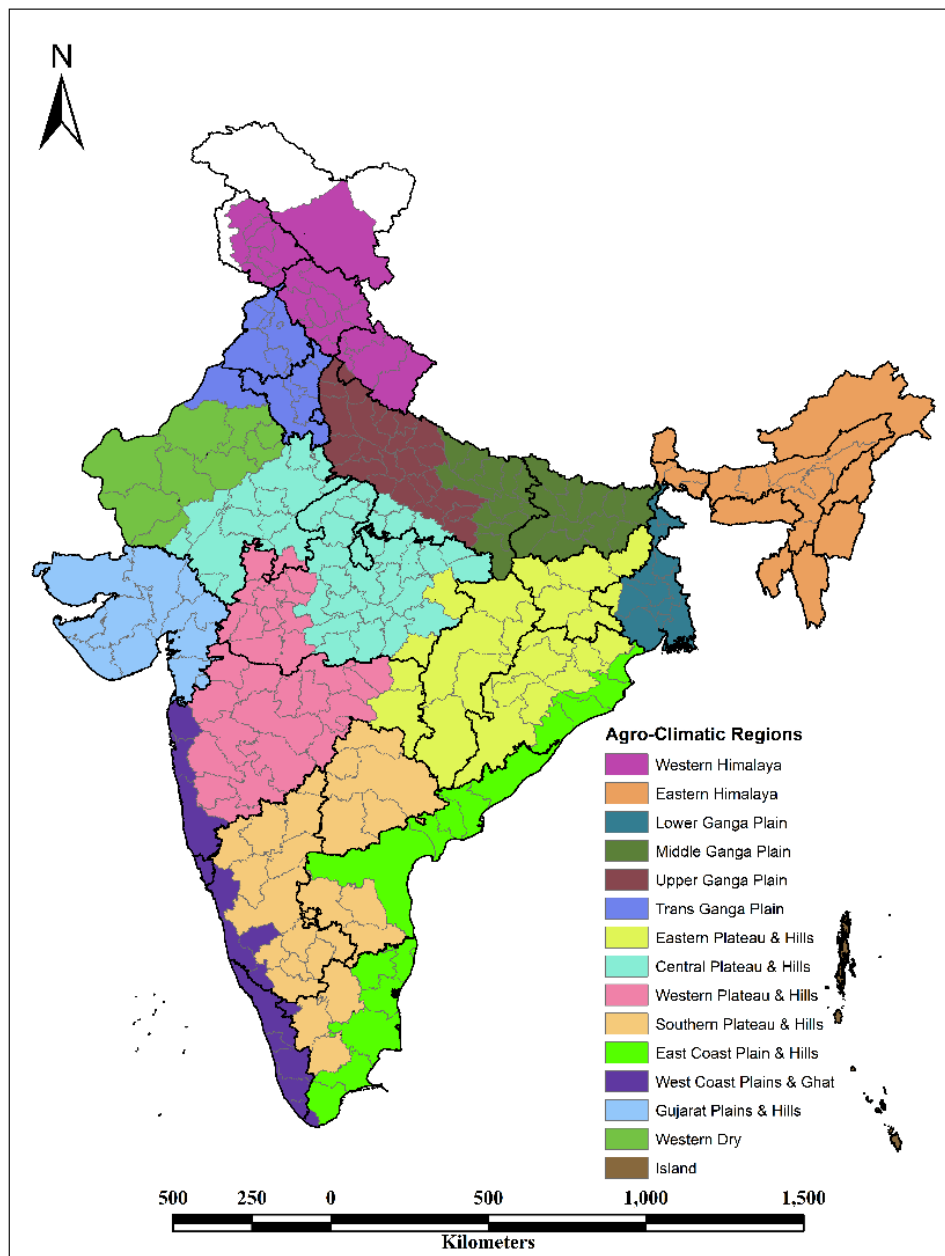 N
Agro-Climatic Regions
Western Himalaya
Eastern Himalaya
Lower Ganga Plain
Middle Ganga Plain
Upper Ganga Plain
Trans Ganga Plain
Eastern Plateau & Hills
Central Plateau & Hills
Western Plateau & Hills
Southern Plateau & Hills
East Coast Plain & Hills
West Coast Plains & Ghat
Gujarat Plains & Hills
Western Dry
Island
500 250 0 500 1,000 1,500
Kilometers